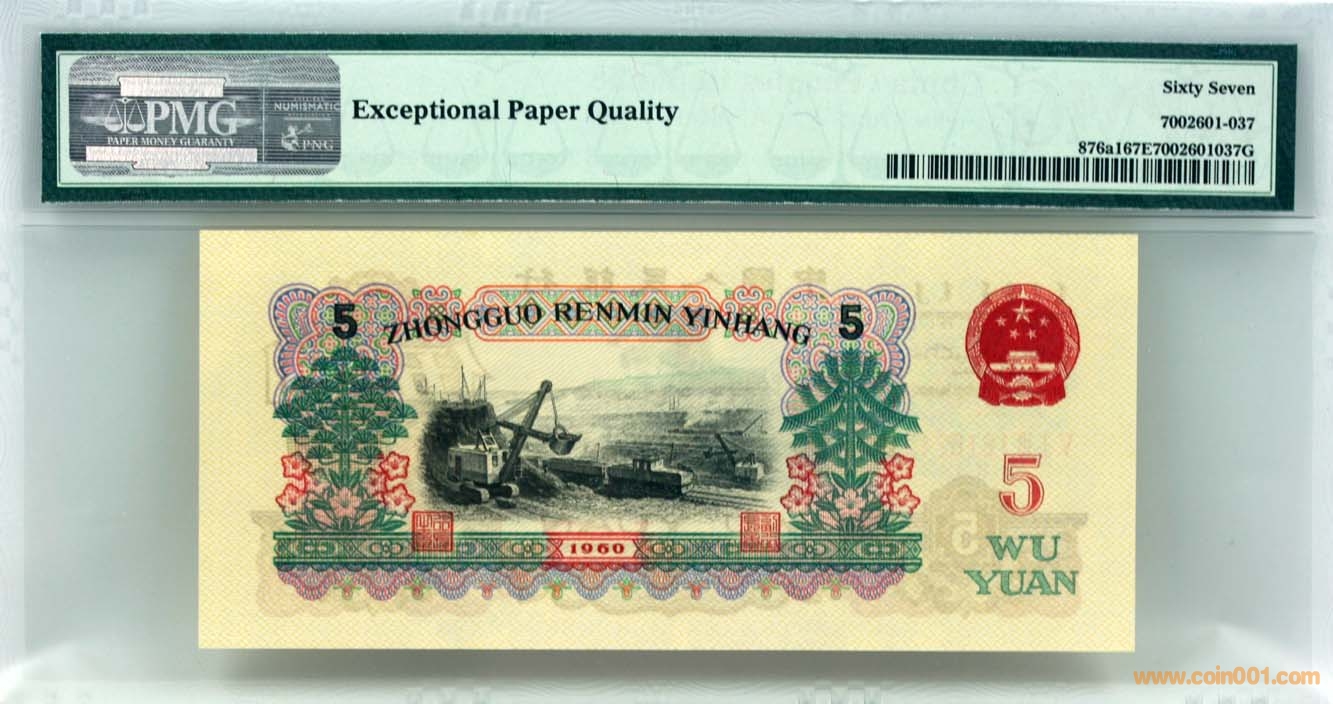 PMG
PAPER MONEY GUARANTY
NUMISMATIC
PNG
Exceptional Paper Quality
Sixty Seven
7002601-037
876a167E7002601037G
5
ZHONGGUO RENMIN YINHANG
5
5
WU
YUAN
1960
www.coin001.com